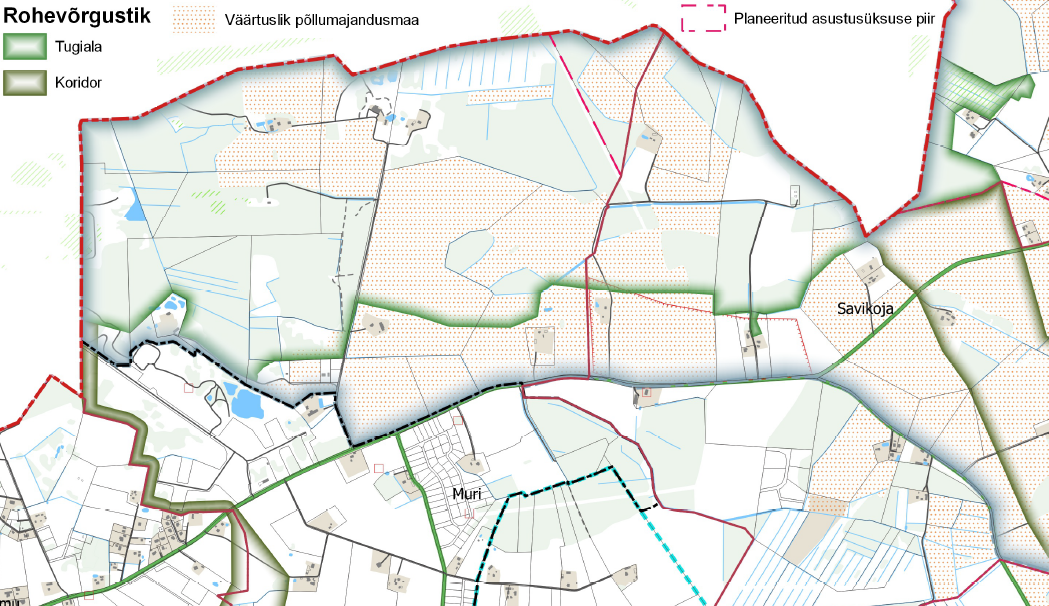 Rohevõrgustik
Väärtuslik põllumajandusmaa
Planeeritud asustusüksuse piir
Tugiala
Koridor
Savikoja
Muri